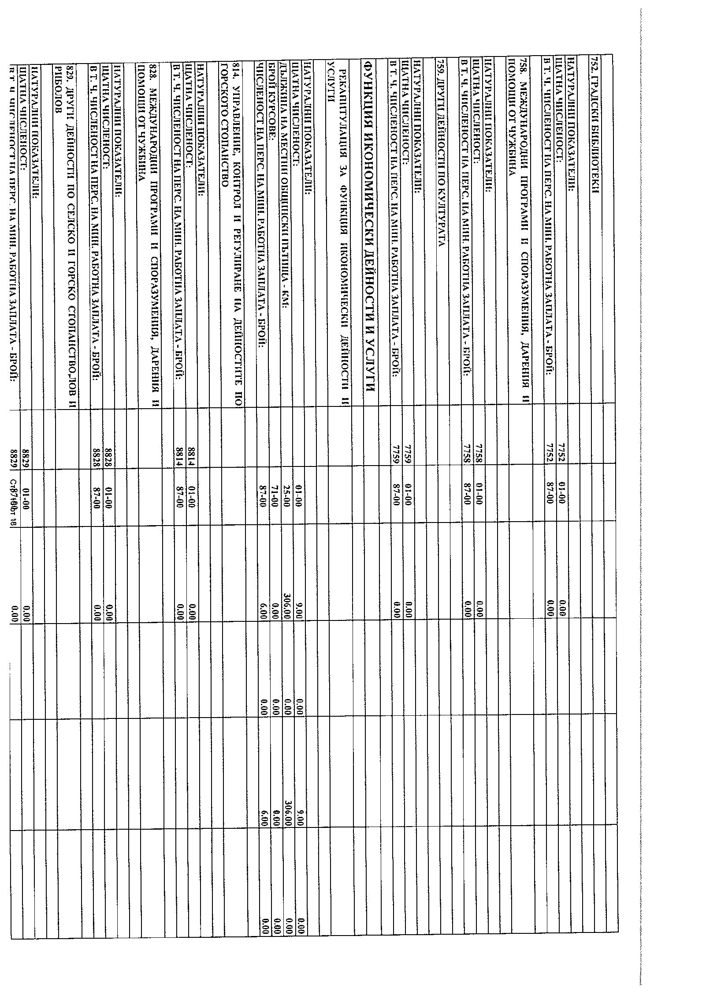 752. ГРАДСКИ БИБЛИОТЕКИ
НАТУРАЛНИ ПОКАЗАТЕЛИ:
ЩАТНА ЧИСЛЕНОСТ: 7752 01-00 0.00
В Т. Ч. ЧИСЛЕНОСТ НА ПЕРС. НА МИН. РАБОТНА ЗАПЛАТА - БРОЙ: 7752 87-00 0.00
758. МЕЖДУНАРОДНИ ПРОГРАМИ И СПОРАЗУМЕНИЯ, ДАРЕНИЯ И
ПОМОЩИ ОТ ЧУЖБИНА
НАТУРАЛНИ ПОКАЗАТЕЛИ:
ЩАТНА ЧИСЛЕНОСТ: 7758 01-00 0.00
В Т. Ч. ЧИСЛЕНОСТ НА ПЕРС. НА МИН. РАБОТНА ЗАПЛАТА - БРОЙ: 7758 87-00 0.00
759. ДРУГИ ДЕЙНОСТИ ПО КУЛТУРАТА
НАТУРАЛНИ ПОКАЗАТЕЛИ:
ЩАТНА ЧИСЛЕНОСТ: 7759 01-00 0.00
В Т. Ч. ЧИСЛЕНОСТ НА ПЕРС. НА МИН. РАБОТНА ЗАПЛАТА - БРОЙ: 7759 87-00 0.00
ФУНКЦИЯ ИКОНОМИЧЕСКИ ДЕЙНОСТИ И УСЛУГИ
РЕКАПИТУЛАЦИЯ ЗА ФУНКЦИЯ ИКОНОМИЧЕСКИ ДЕЙНОСТИ И
УСЛУГИ
НАТУРАЛНИ ПОКАЗАТЕЛИ:
ЩАТНА ЧИСЛЕНОСТ: 01-00 9.00 0.00 9.00 0.00
ДЪЛЖИНА НА МЕСТНИ ОБЩИНСКИ ПЪТИЩА - КМ: 25-00 306.00 0.00 306.00 0.00
БРОЙ КУРСОВЕ: 71-00 0.00 0.00 0.00 0.00
ЧИСЛЕНОСТ НА ПЕРС. НА МИН. РАБОТНА ЗАПЛАТА - БРОЙ: 87-00 6.00 0.00 6.00 0.00
814. УПРАВЛЕНИЕ, КОНТРОЛ И РЕГУЛИРАНЕ НА ДЕЙНОСТИТЕ ПО
ГОРСКОТО СТОПАНСТВО
НАТУРАЛНИ ПОКАЗАТЕЛИ:
ЩАТНА ЧИСЛЕНОСТ: 8814 01-00 0.00
В Т. Ч. ЧИСЛЕНОСТ НА ПЕРС. НА МИН. РАБОТНА ЗАПЛАТА - БРОЙ: 8814 87-00 0.00
828. МЕЖДУНАРОДНИ ПРОГРАМИ И СПОРАЗУМЕНИЯ, ДАРЕНИЯ И
ПОМОЩИ ОТ ЧУЖБИНА
НАТУРАЛНИ ПОКАЗАТЕЛИ:
ЩАТНА ЧИСЛЕНОСТ: 8828 01-00 0.00
В Т. Ч. ЧИСЛЕНОСТ НА ПЕРС. НА МИН. РАБОТНА ЗАПЛАТА - БРОЙ: 8828 87-00 0.00
829. ДРУГИ ДЕЙНОСТИ ПО СЕЛСКО И ГОРСКО СТОПАНСТВО,ЛОВ И
РИБОЛОВ
НАТУРАЛНИ ПОКАЗАТЕЛИ:
ЩАТНА ЧИСЛЕНОСТ: 8829 01-00 0.00
В Т. Ч. ЧИСЛЕНОСТ НА ПЕРС. НА МИН. РАБОТНА ЗАПЛАТА - БРОЙ: 8829 87-00 0.00